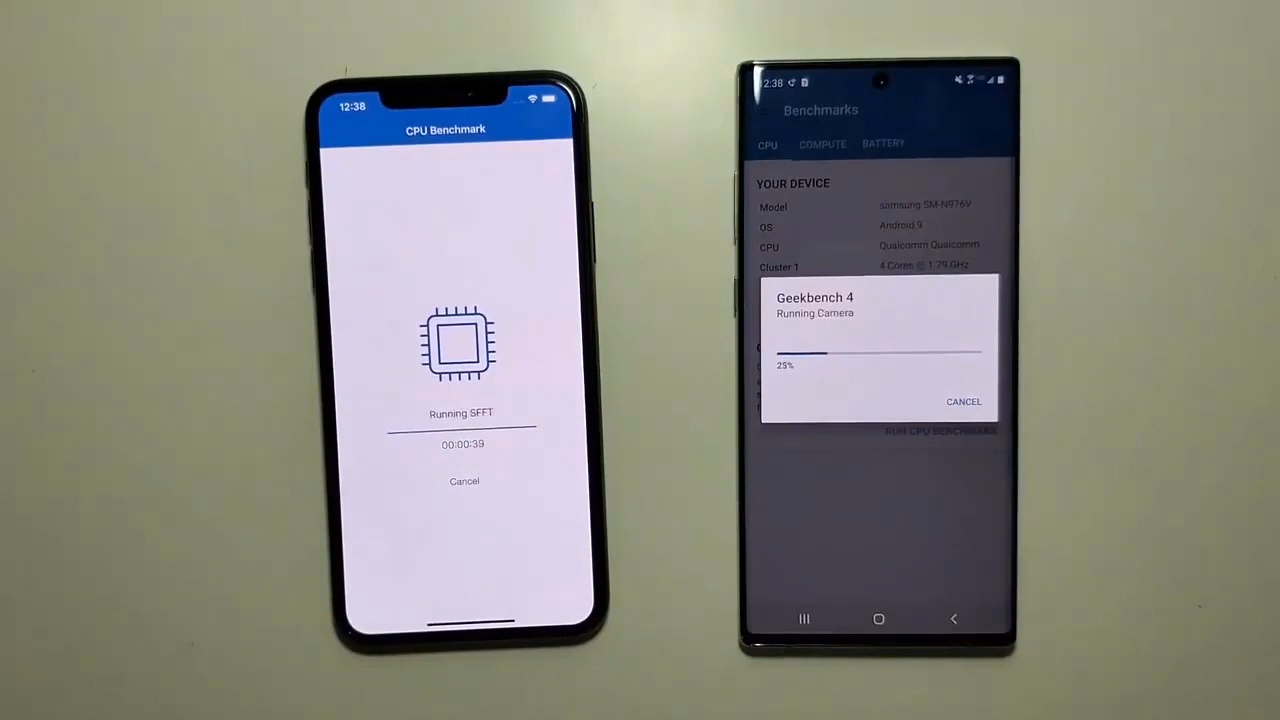 12:38
CPU Benchmark
Running SFFT
00:00:39
Cancel
12:38
Benchmarks
CPU COMPUTE BATTERY
YOUR DEVICE
Model samsung SM-N976V
OS Android 9
CPU Qualcomm Qualcomm
Cluster 1 4 Cores @ 1.79 GHz
Geekbench 4
Running Camera
25%
CANCEL
RUN CPU BENCHMARK